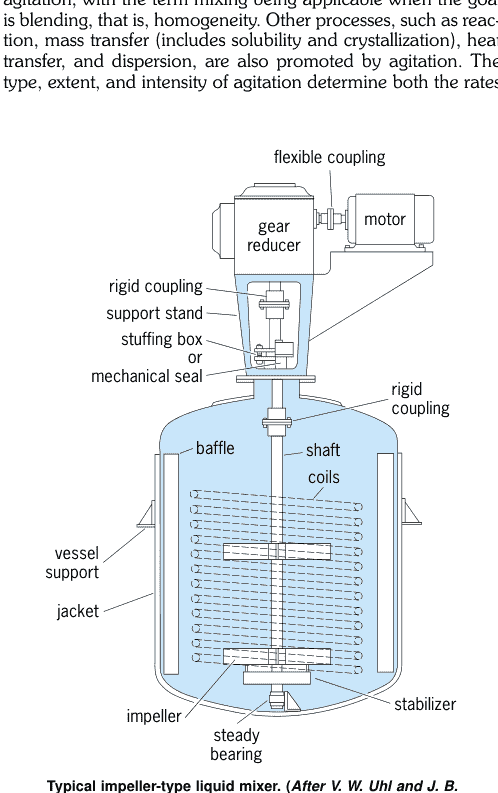 agitation, with the term mixing being applicable when the goal
is blending, that is, homogeneity. Other processes, such as reac-
tion, mass transfer (includes solubility and crystallization), heat
transfer, and dispersion, are also promoted by agitation. The
type, extent, and intensity of agitation determine both the rates
flexible coupling
gear
reducer
motor
rigid coupling
support stand
stuffing box
or
mechanical seal
rigid
coupling
baffle
shaft
coils
vessel
support
jacket
impeller
stabilizer
steady
bearing
Typical impeller-type liquid mixer. (After V. W. Uhl and J. B.